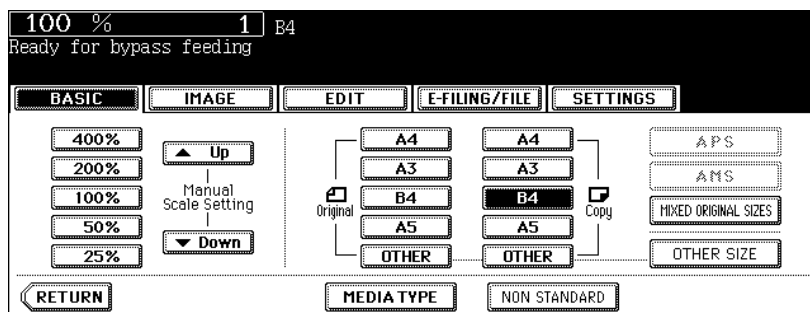 100 % 1 B4
Ready for bypass feeding
BASIC IMAGE EDIT E-FILING/FILE SETTINGS
400% Up A4 A4 APS
200% A3 A3 AMS
100% Manual Scale Setting Original B4 B4 Copy MIXED ORIGINAL SIZES
50% A5 A5
25% Down OTHER OTHER OTHER SIZE
RETURN MEDIA TYPE NON STANDARD